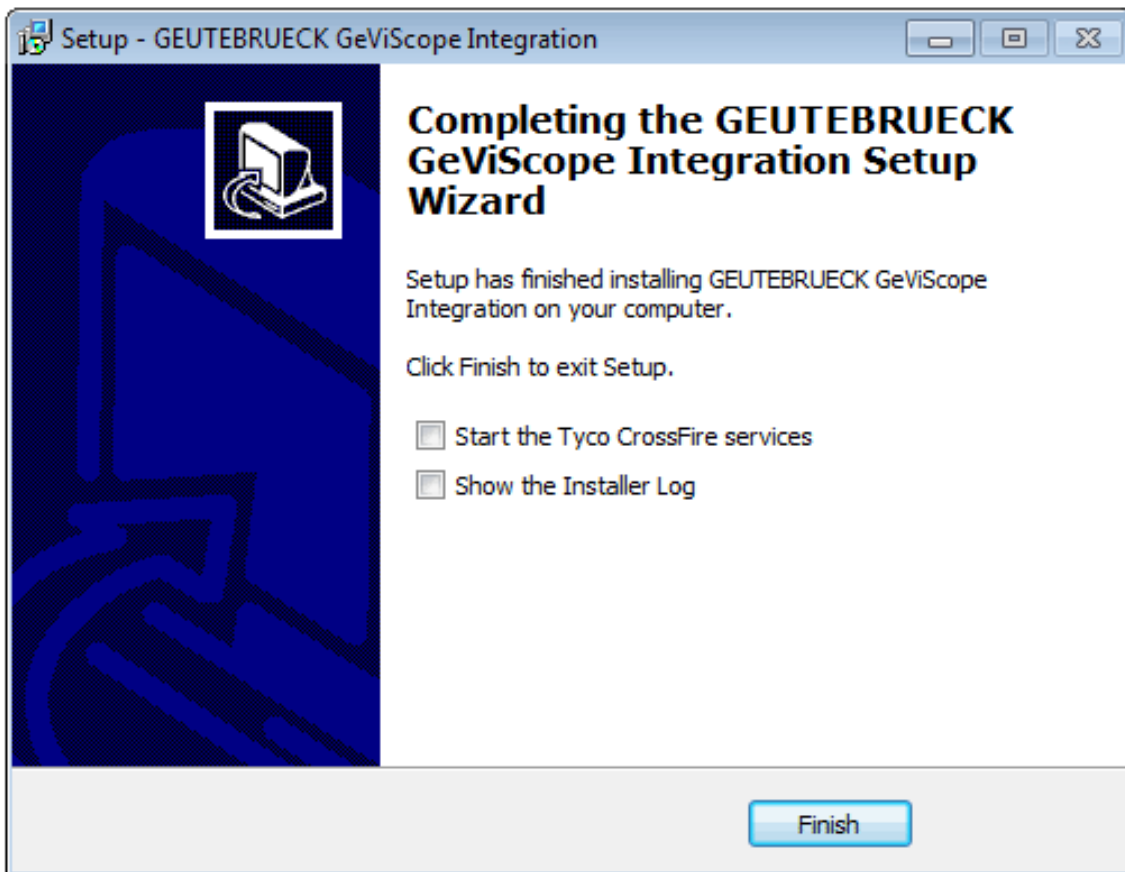 Setup - GEUTEBRUECK GeViScope Integration
Completing the GEUTEBRUECK
GeViScope Integration Setup
Wizard
Setup has finished installing GEUTEBRUECK GeViScope
Integration on your computer.
Click Finish to exit Setup.
Start the Tyco CrossFire services
Show the Installer Log
Finish